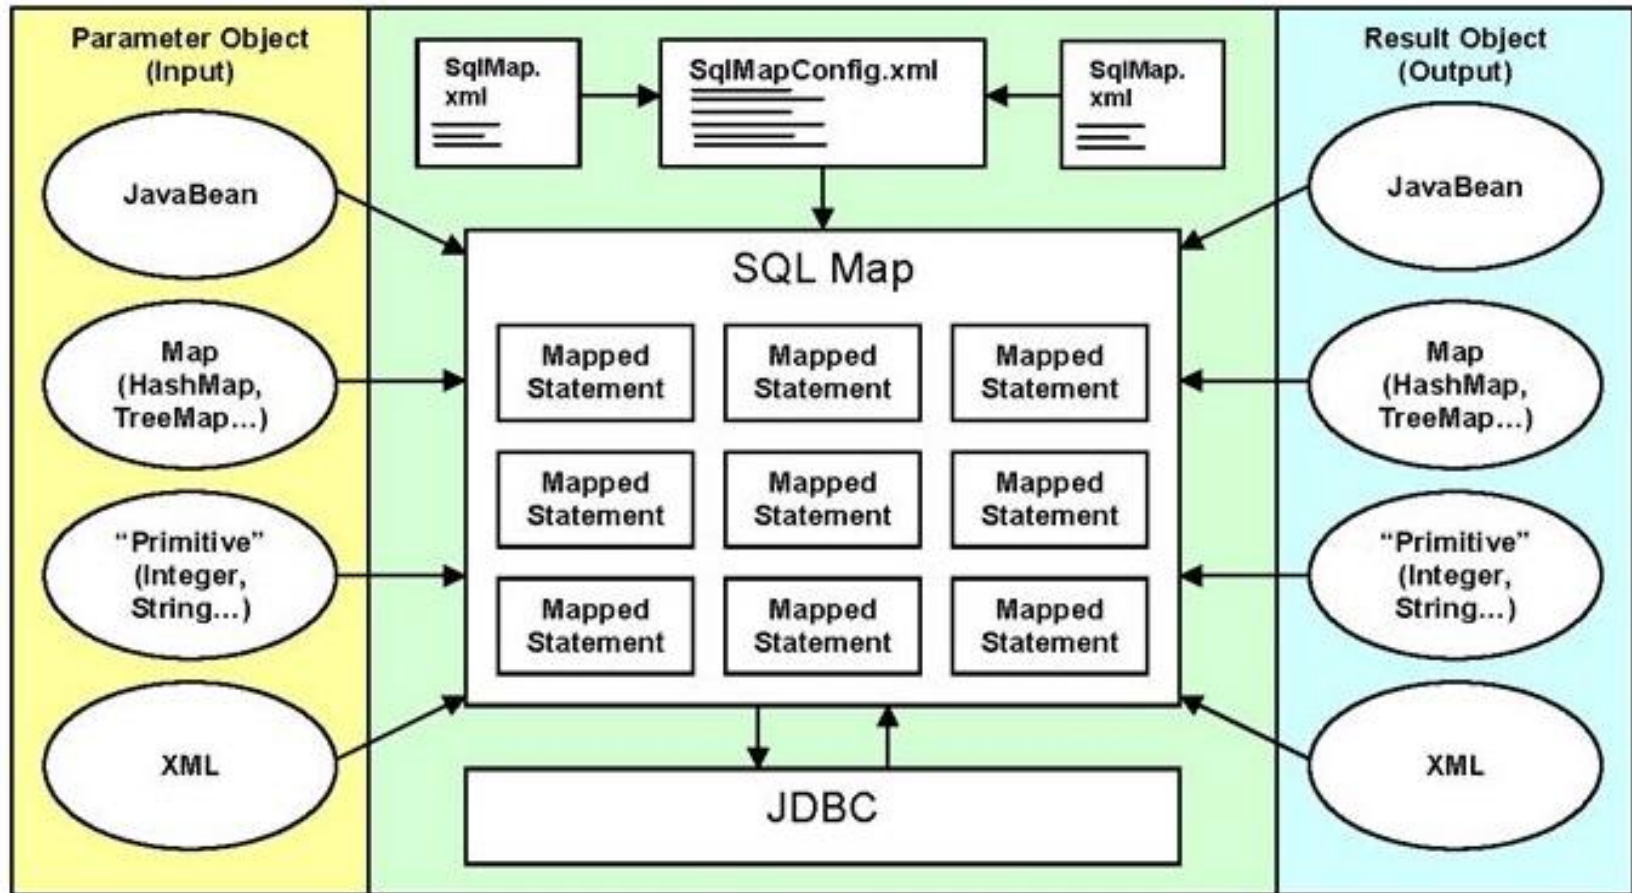 Parameter Object
(Input)
JavaBean
Map
(HashMap,
TreeMap...)
“Primitive”
(Integer,
String...)
XML
SqlMap.
xml
SqlMapConfig.xml
SqlMap.
xml
SQL Map
Mapped
Statement
Mapped
Statement
Mapped
Statement
Mapped
Statement
Mapped
Statement
Mapped
Statement
Mapped
Statement
Mapped
Statement
Mapped
Statement
JDBC
Result Object
(Output)
JavaBean
Map
(HashMap,
TreeMap...)
“Primitive”
(Integer,
String...)
XML